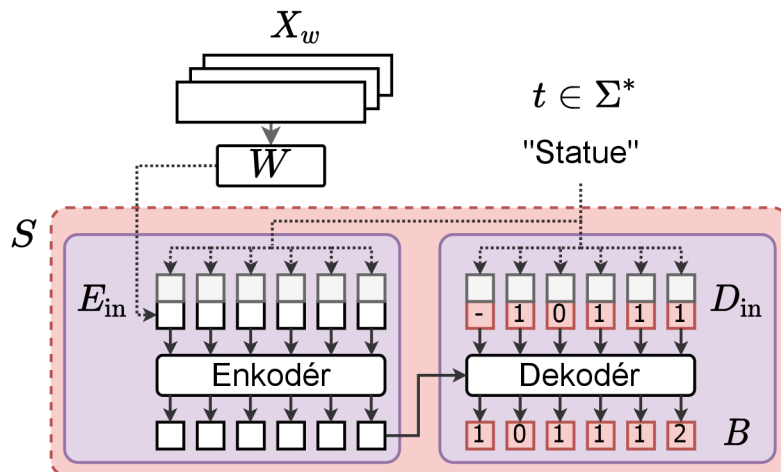 X_w
t ∈ Σ*
"Statue"
W
S
E_in
D_in
- 1 0 1 1 1
Enkodér
Dekodér
1 0 1 1 1 2
B